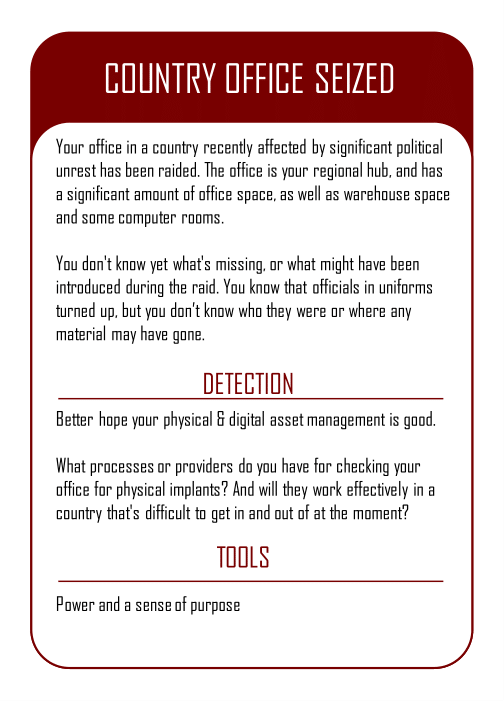 COUNTRY OFFICE SEIZED
Your office in a country recently affected by significant political
unrest has been raided. The office is your regional hub, and has
a significant amount of office space, as well as warehouse space
and some computer rooms.
You don't know yet what's missing, or what might have been
introduced during the raid. You know that officials in uniforms
turned up, but you don’t know who they were or where any
material may have gone.
DETECTION
Better hope your physical & digital asset management is good.
What processes or providers do you have for checking your
office for physical implants? And will they work effectively in a
country that's difficult to get in and out of at the moment?
TOOLS
Power and a sense of purpose